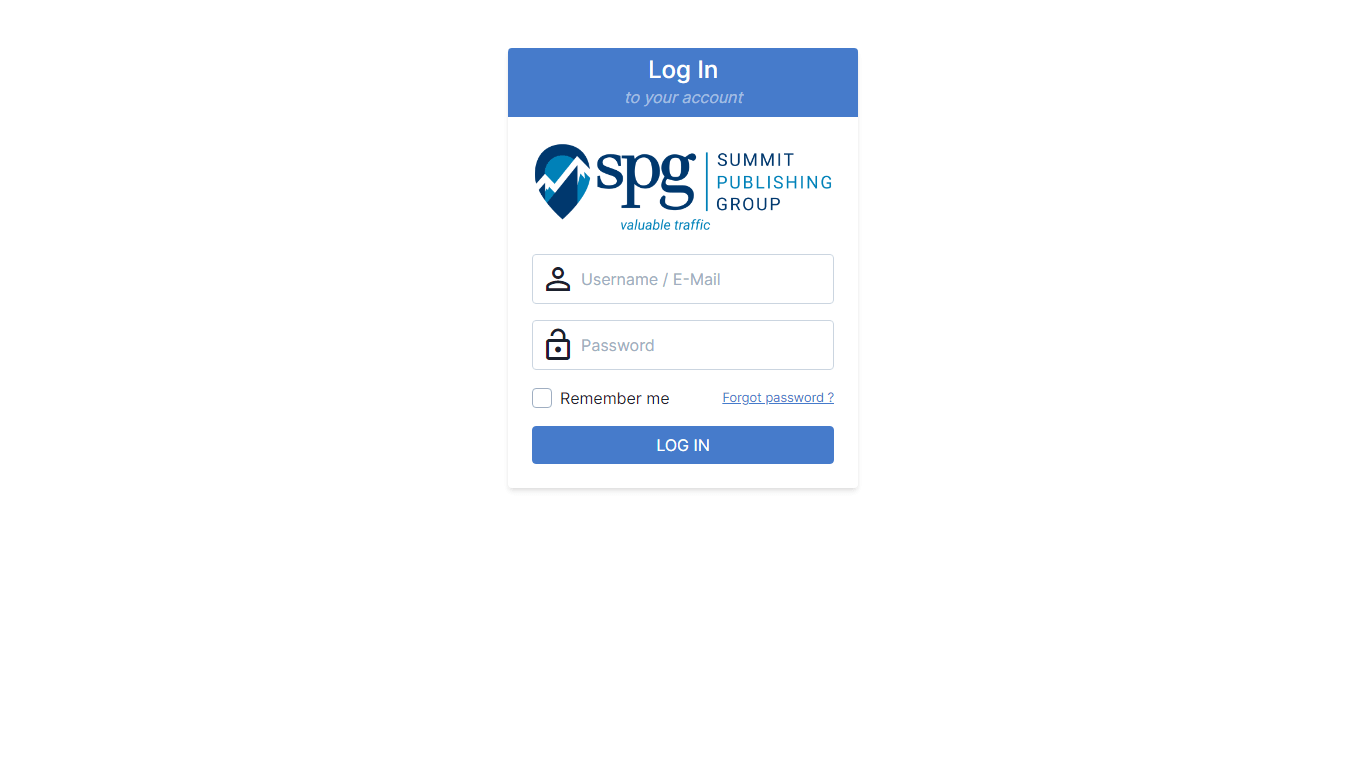 Log In
to your account
spg
SUMMIT
PUBLISHING
GROUP
valuable traffic
Username / E-Mail
Password
Remember me
Forgot password ?
LOG IN